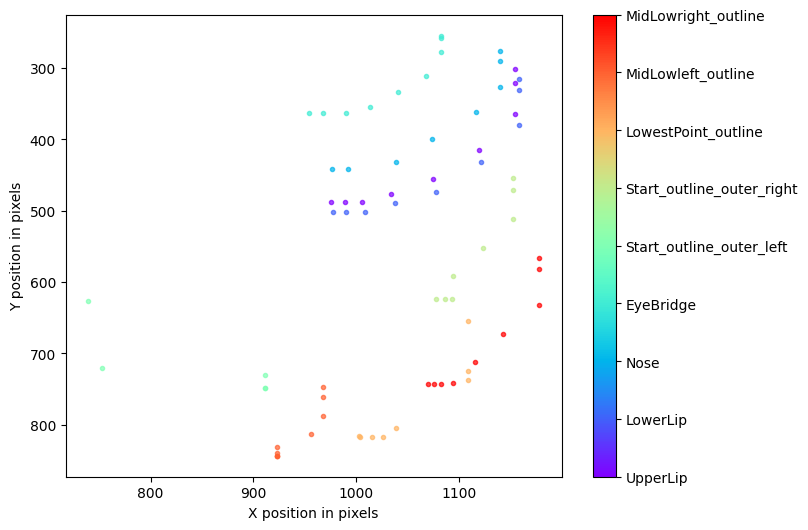 300
400
500
600
700
800
Y position in pixels
800
900
1000
1100
X position in pixels
MidLowright_outline
MidLowleft_outline
LowestPoint_outline
Start_outline_outer_right
Start_outline_outer_left
EyeBridge
Nose
LowerLip
UpperLip